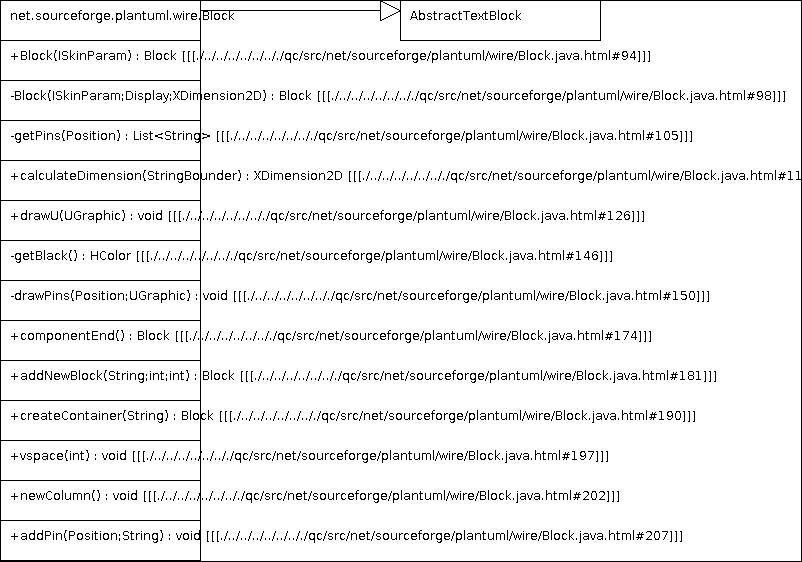 net.sourceforge.plantuml.wire.Block
AbstractTextBlock
+Block(ISkinParam) : Block [[[./../../../../../../../qc/src/net/sourceforge/plantuml/wire/Block.java.html#94]]]
-Block(ISkinParam;Display;XDimension2D) : Block [[[./../../../../../../../qc/src/net/sourceforge/plantuml/wire/Block.java.html#98]]]
-getPins(Position) : List<String> [[[./../../../../../../../qc/src/net/sourceforge/plantuml/wire/Block.java.html#105]]]
+calculateDimension(StringBounder) : XDimension2D [[[./../../../../../../../qc/src/net/sourceforge/plantuml/wire/Block.java.html#11
+drawU(UGraphic) : void [[[./../../../../../../../qc/src/net/sourceforge/plantuml/wire/Block.java.html#126]]]
-getBlack() : HColor [[[./../../../../../../../qc/src/net/sourceforge/plantuml/wire/Block.java.html#146]]]
-drawPins(Position;UGraphic) : void [[[./../../../../../../../qc/src/net/sourceforge/plantuml/wire/Block.java.html#150]]]
+componentEnd() : Block [[[./../../../../../../../qc/src/net/sourceforge/plantuml/wire/Block.java.html#174]]]
+addNewBlock(String;int;int) : Block [[[./../../../../../../../qc/src/net/sourceforge/plantuml/wire/Block.java.html#181]]]
+createContainer(String) : Block [[[./../../../../../../../qc/src/net/sourceforge/plantuml/wire/Block.java.html#190]]]
+vspace(int) : void [[[./../../../../../../../qc/src/net/sourceforge/plantuml/wire/Block.java.html#197]]]
+newColumn() : void [[[./../../../../../../../qc/src/net/sourceforge/plantuml/wire/Block.java.html#202]]]
+addPin(Position;String) : void [[[./../../../../../../../qc/src/net/sourceforge/plantuml/wire/Block.java.html#207]]]